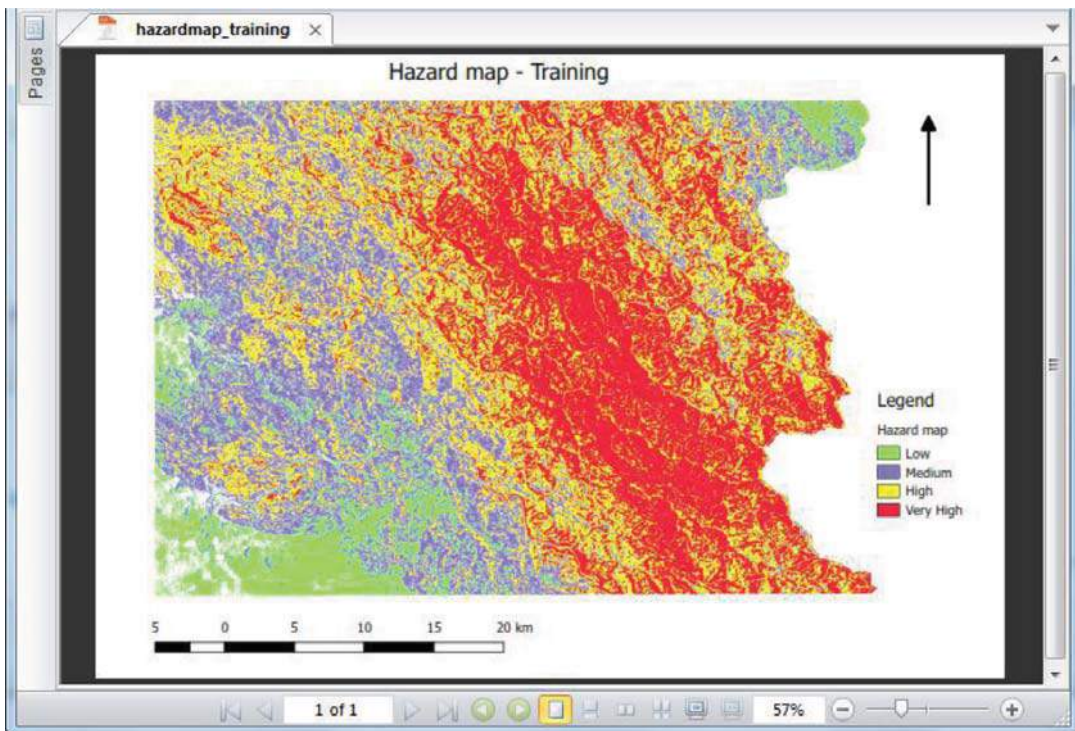 hazardmap_training
Pages
Hazard map - Training
Legend
Hazard map
Low
Medium
High
Very High
5 0 5 10 15 20 km
1 of 1
57%